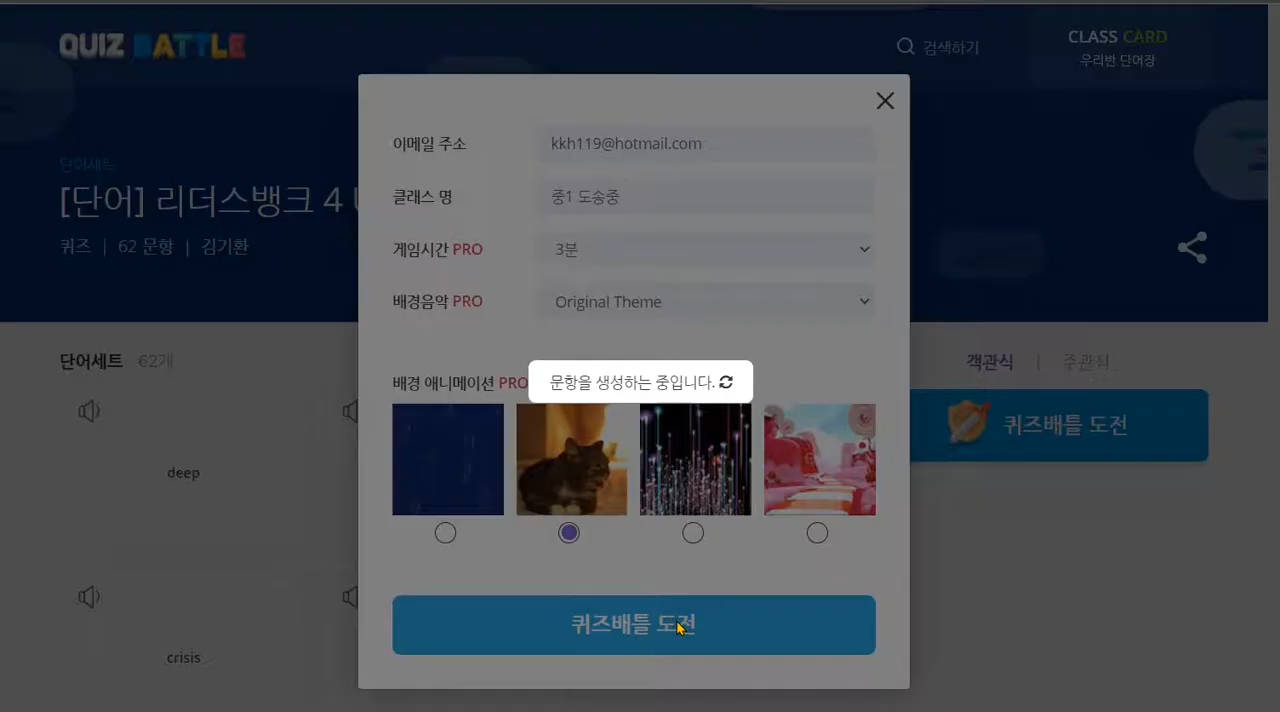 QUIZ BATTLE
검색하기
CLASS CARD
우리반 단어장
단어세트
[단어] 리더스뱅크 4
퀴즈 | 62 문항 | 김기환
이메일 주소 kkh119@hotmail.com
클래스 명 중1 도송중
게임시간 PRO 3분
배경음악 PRO Original Theme
단어세트 62개
객관식 | 주관식
배경 애니메이션 PRO
문항을 생성하는 중입니다.
퀴즈배틀 도전
deep
퀴즈배틀 도전
crisis